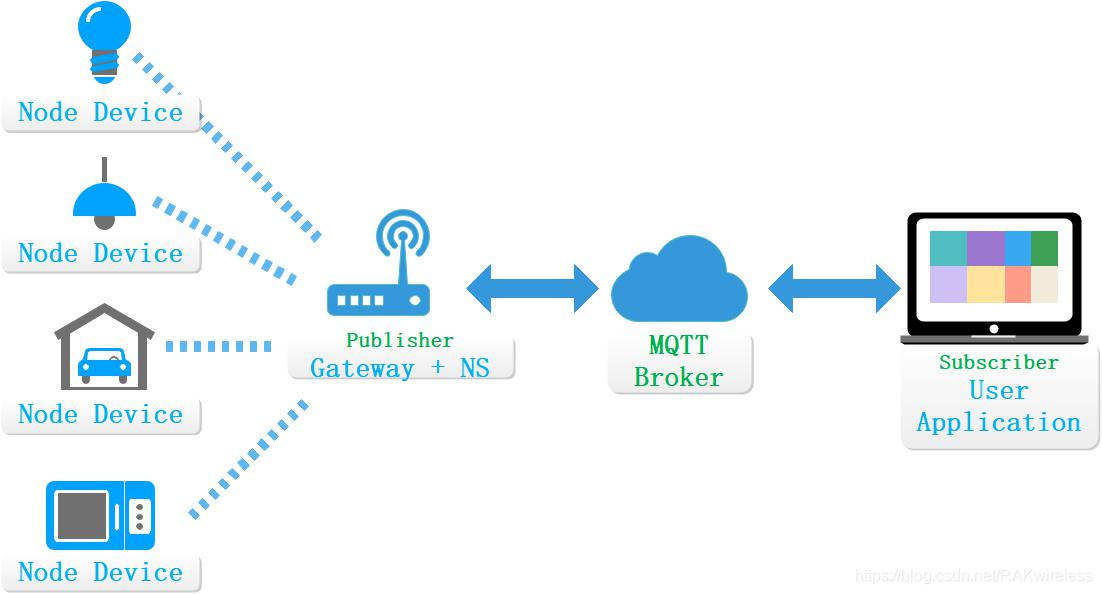 Node Device
Node Device
Node Device
Node Device
Publisher
Gateway + NS
MQTT
Broker
Subscriber
User
Application
https://blog.csdn.net/RAKwireless